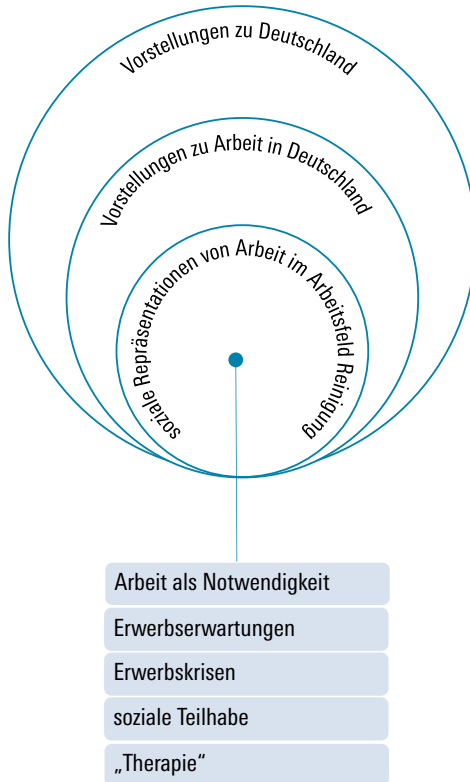 Vorstellungen zu Deutschland
Vorstellungen zu Arbeit in Deutschland
soziale Repräsentationen von Arbeit im Arbeitsfeld Reinigung
Arbeit als Notwendigkeit
Erwerbserwartungen
Erwerbskrisen
soziale Teilhabe
„Therapie“